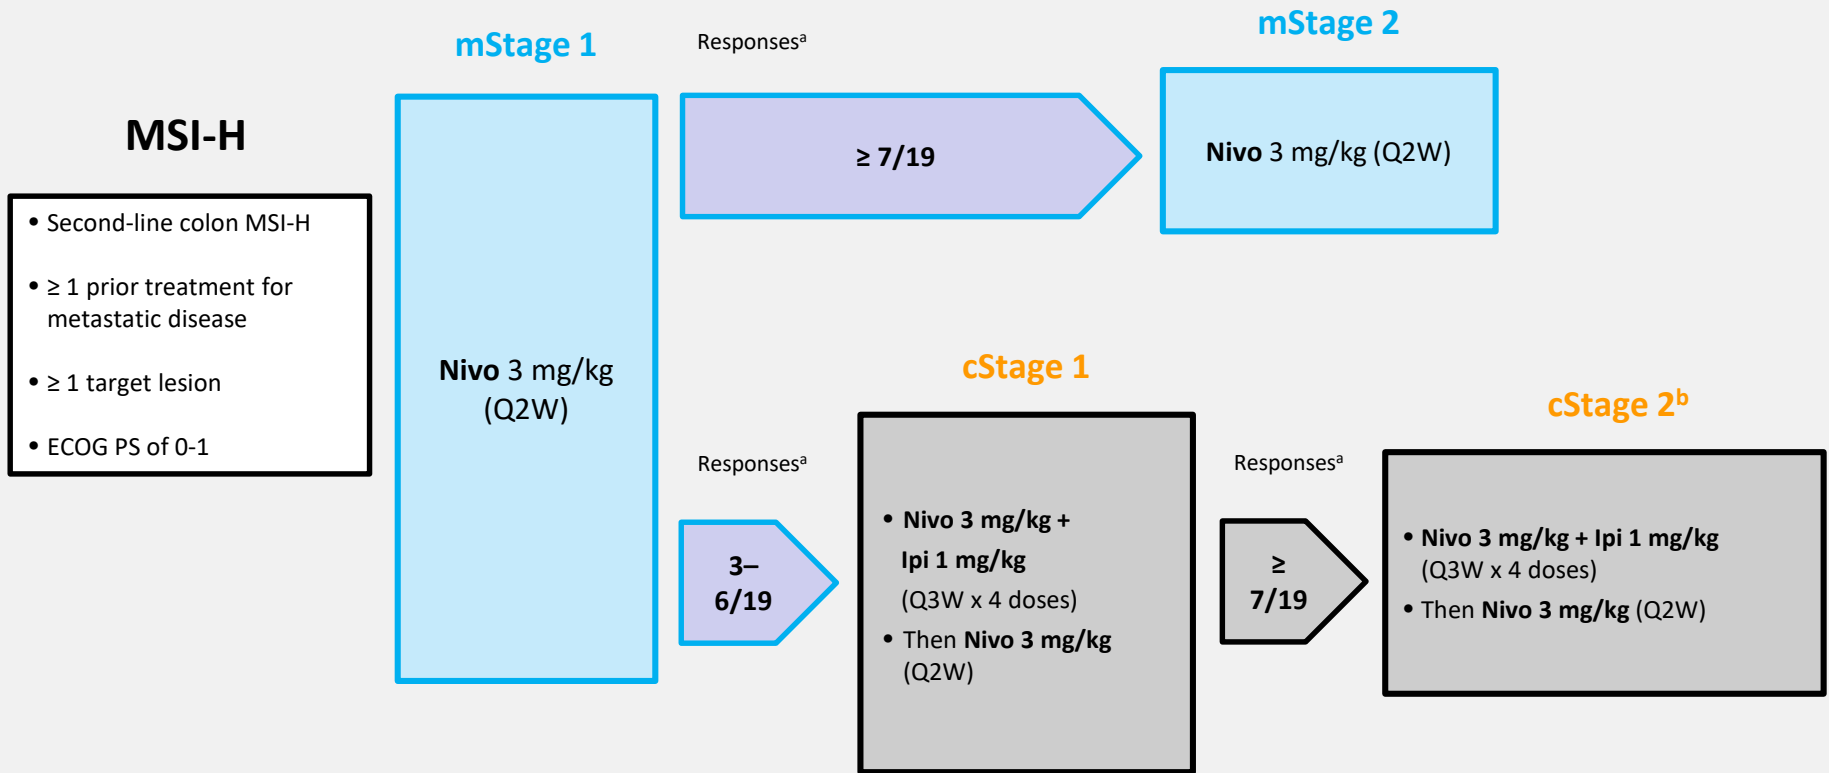 MSI-H
• Second-line colon MSI-H
• ≥ 1 prior treatment for
metastatic disease
• ≥ 1 target lesion
• ECOG PS of 0-1
mStage 1
Nivo 3 mg/kg
(Q2W)
Responsesᵃ
≥ 7/19
mStage 2
Nivo 3 mg/kg (Q2W)
Responsesᵃ
3–
6/19
cStage 1
• Nivo 3 mg/kg +
Ipi 1 mg/kg
(Q3W x 4 doses)
• Then Nivo 3 mg/kg
(Q2W)
Responsesᵃ
≥
7/19
cStage 2ᵇ
• Nivo 3 mg/kg + Ipi 1 mg/kg
(Q3W x 4 doses)
• Then Nivo 3 mg/kg (Q2W)